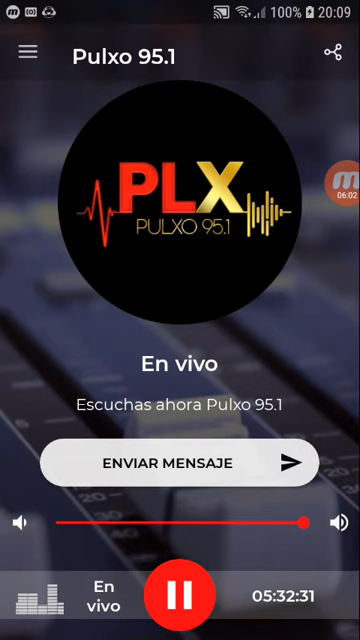 100% 20:09
Pulxo 95.1
PLX
PULXO 95.1
06:02
En vivo
Escuchas ahora Pulxo 95.1
ENVIAR MENSAJE
En
vivo
05:32:31